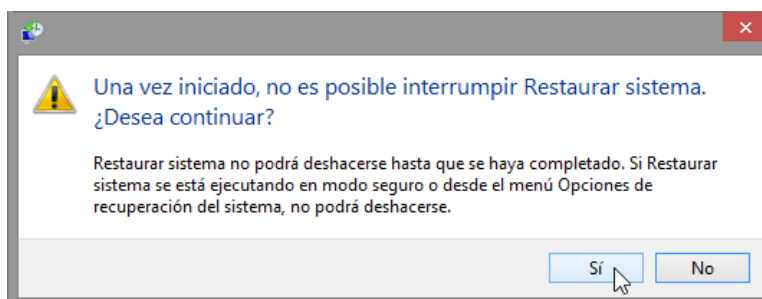 Una vez iniciado, no es posible interrumpir Restaurar sistema.
¿Desea continuar?
Restaurar sistema no podrá deshacerse hasta que se haya completado. Si Restaurar
sistema se está ejecutando en modo seguro o desde el menú Opciones de
recuperación del sistema, no podrá deshacerse.
Sí No